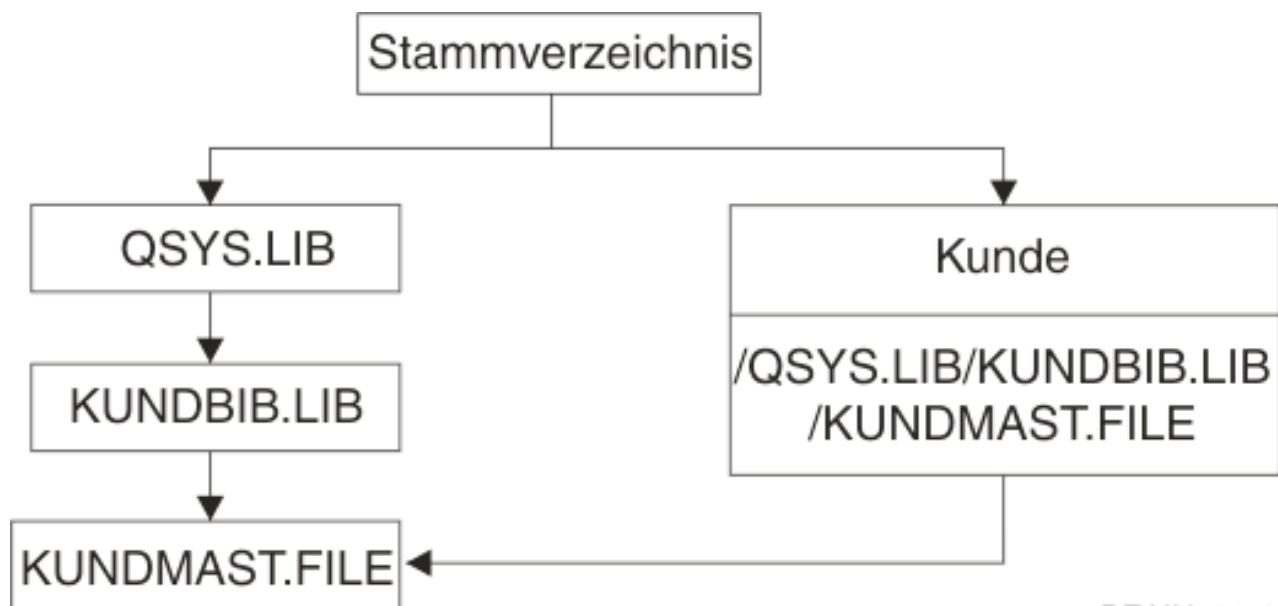 Stammverzeichnis
QSYS.LIB
Kunde
KUNDBIB.LIB
/QSYS.LIB/KUNDBIB.LIB
/KUNDMAST.FILE
KUNDMAST.FILE